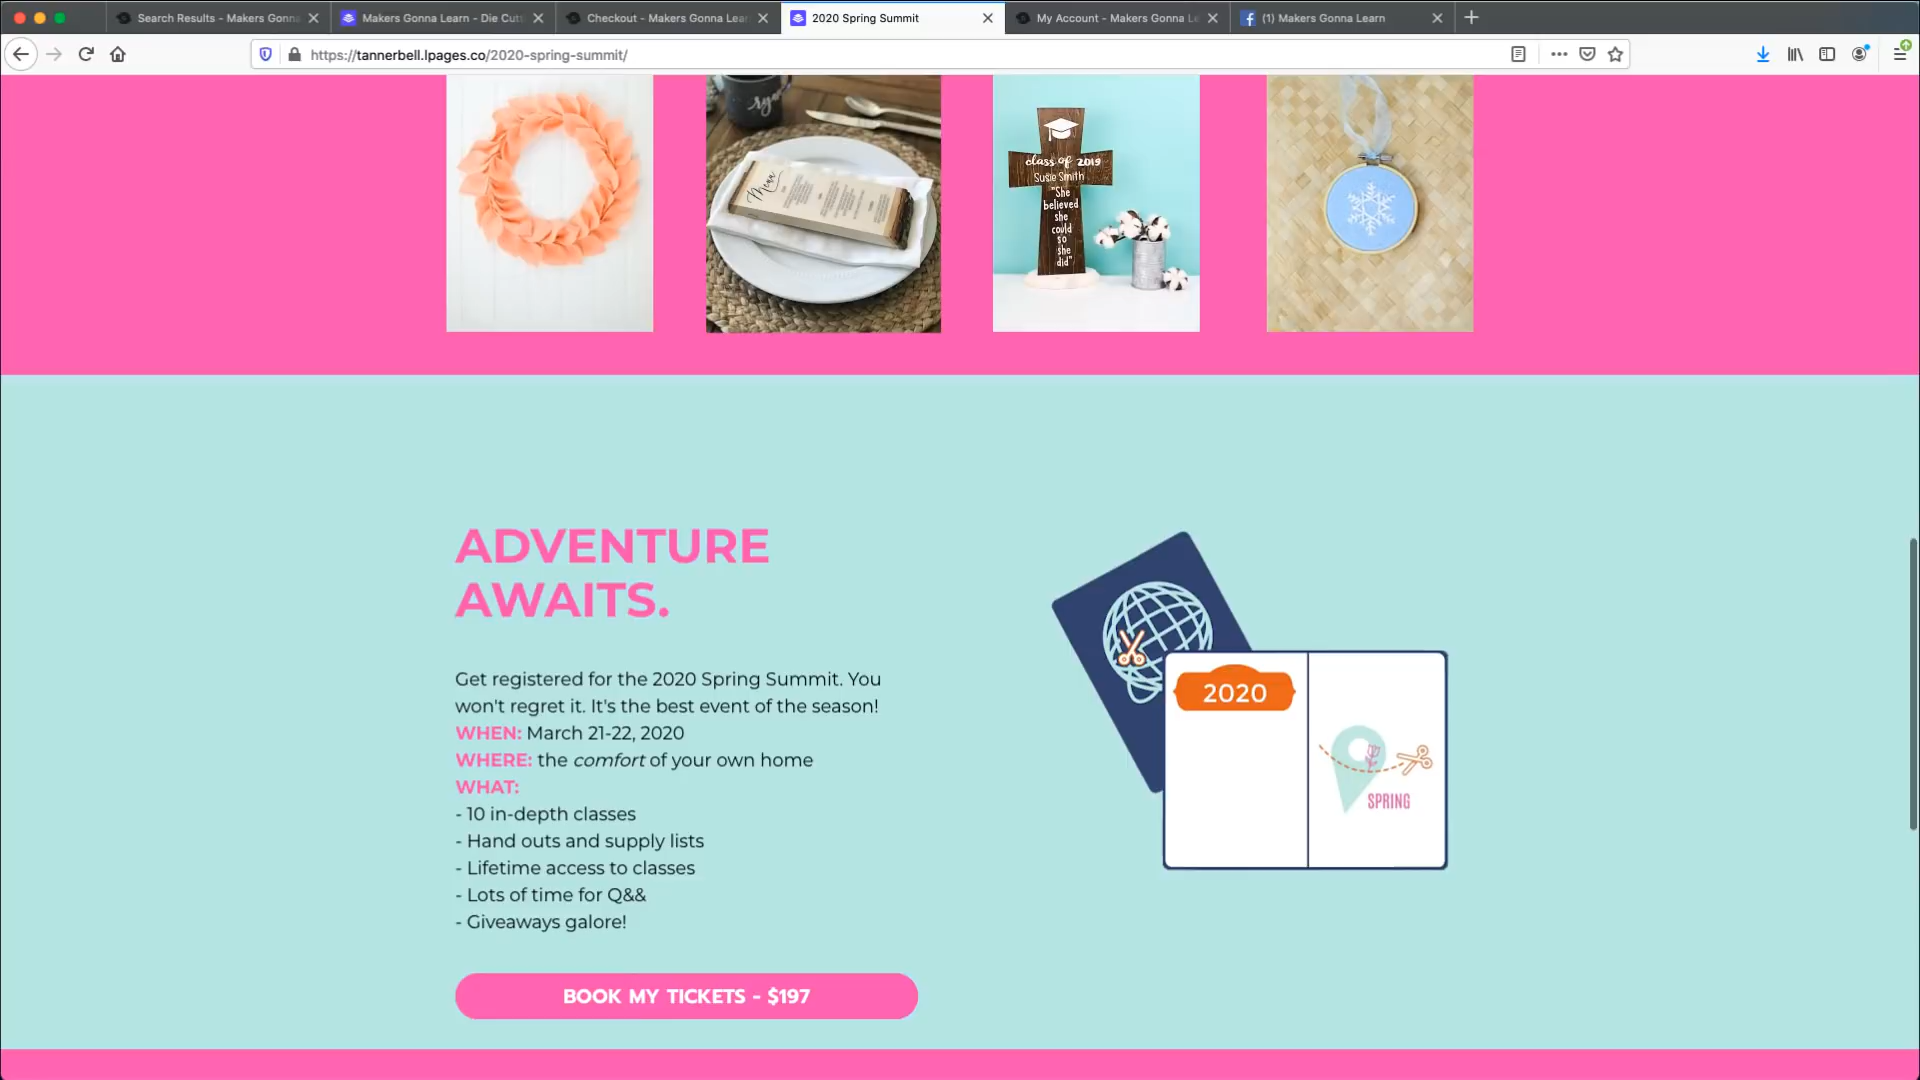 Search Results - Makers Gonna
Makers Gonna Learn - Die Cutt
Checkout - Makers Gonna Lear
2020 Spring Summit
My Account - Makers Gonna Le
(1) Makers Gonna Learn
https://tannerbell.lpages.co/2020-spring-summit/
ryan
Menu
class of 2019
Susie Smith
"She
believed
she
could
so
she
did"
ADVENTURE
AWAITS.
Get registered for the 2020 Spring Summit. You
won't regret it. It's the best event of the season!
WHEN: March 21-22, 2020
WHERE: the comfort of your own home
WHAT:
- 10 in-depth classes
- Hand outs and supply lists
- Lifetime access to classes
- Lots of time for Q&&
- Giveaways galore!
2020
SPRING
BOOK MY TICKETS - $197